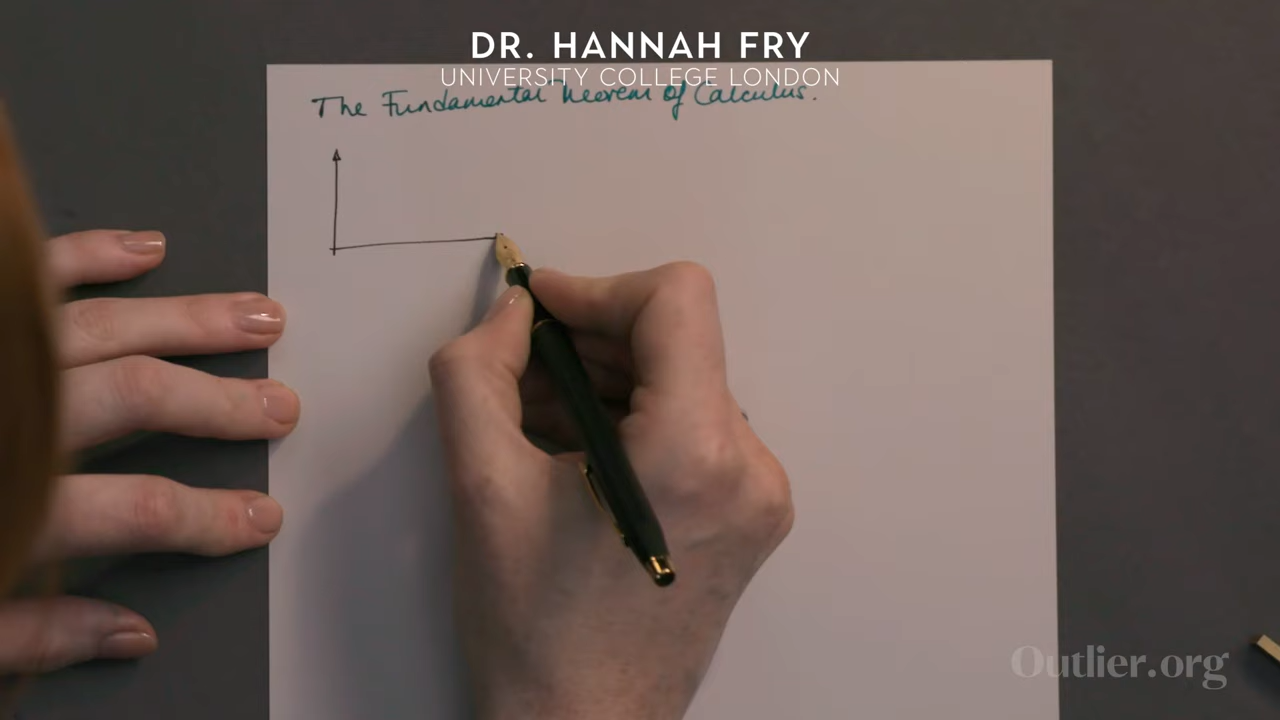 DR. HANNAH FRY
UNIVERSITY COLLEGE LONDON
The Fundamental Theorem of Calculus.
Outlier.org